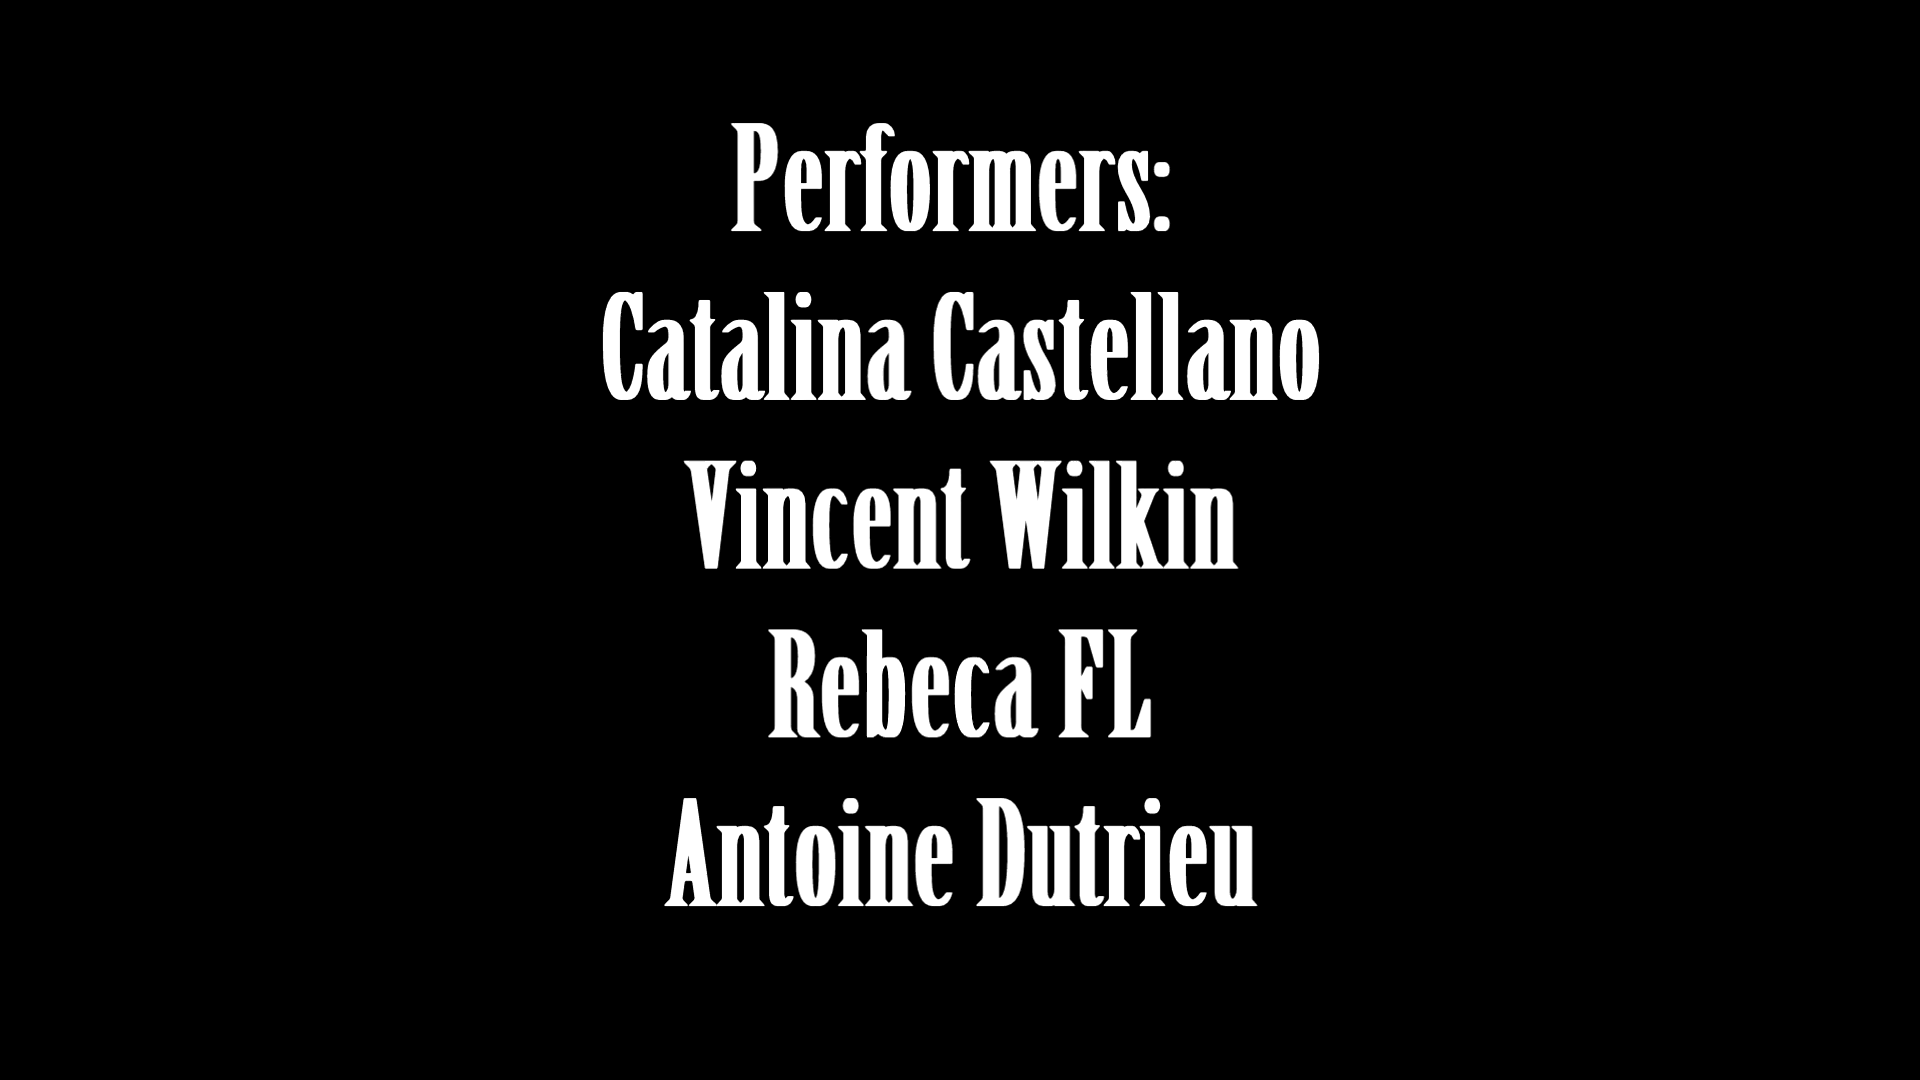 Performers:
Catalina Castellano
Vincent Wilkin
Rebeca FL
Antoine Dutrieu